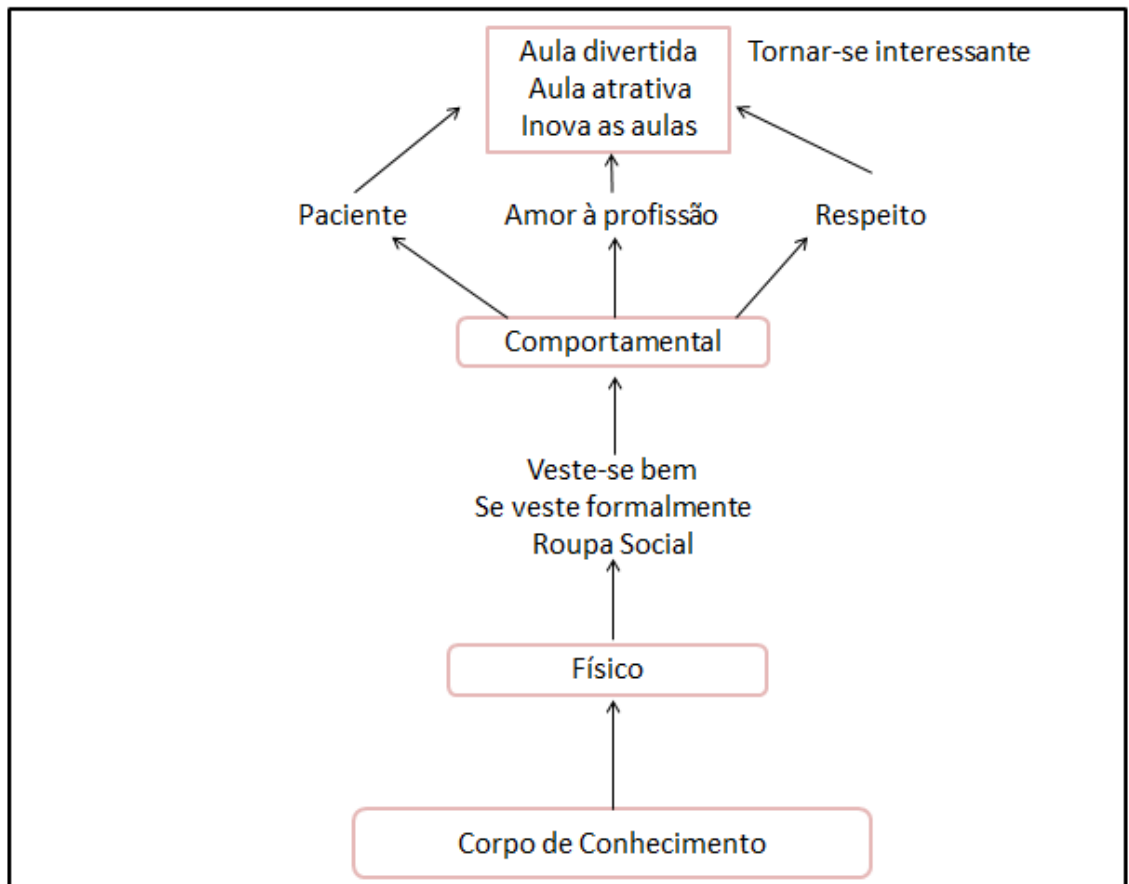 Aula divertida
Aula atrativa
Inova as aulas
Tornar-se interessante
Paciente
Amor à profissão
Respeito
Comportamental
Veste-se bem
Se veste formalmente
Roupa Social
Físico
Corpo de Conhecimento